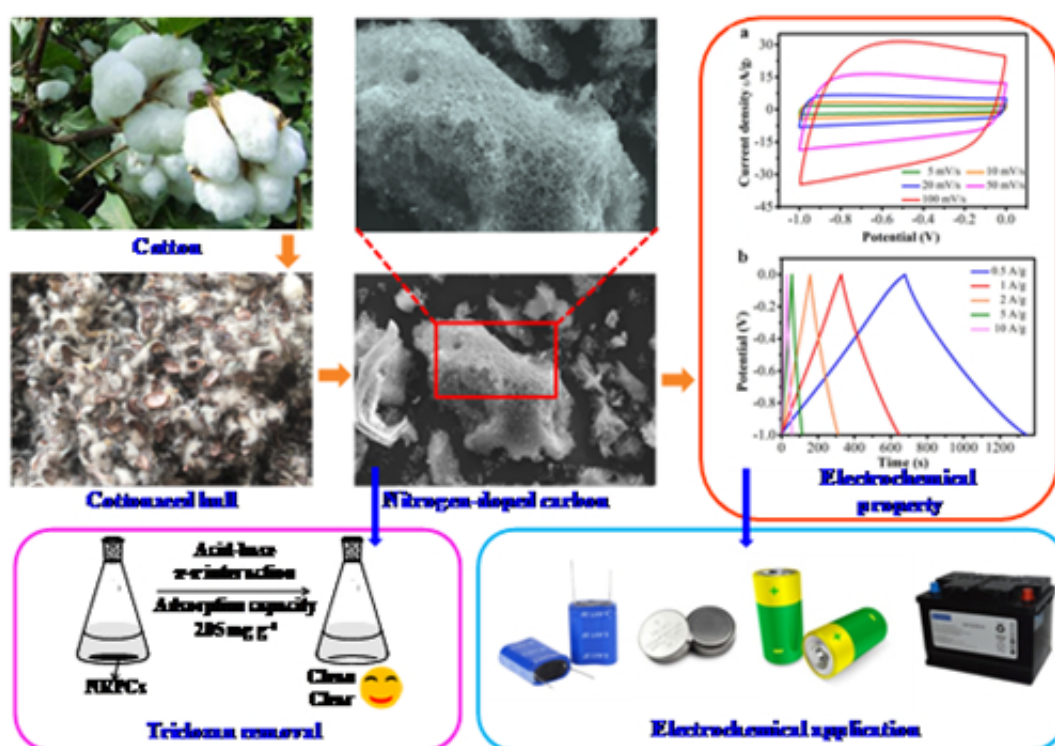 Cotton
Cottonseed hull
Nitrogen-doped carbon
a
Current density (A/g)
30
15
0
-15
-30
-45
5 mV/s 10 mV/s
20 mV/s 50 mV/s
100 mV/s
-1.0 -0.8 -0.6 -0.4 -0.2 0.0
Potential (V)
b
Potential (V)
0.0
-0.2
-0.4
-0.6
-0.8
-1.0
0.5 A/g
1 A/g
2 A/g
5 A/g
10 A/g
0 200 400 600 800 1000 1200
Time (s)
Electrochemical
property
Acid-base
π-π interaction
Adsorption capacity
205 mg g⁻¹
NRPCs
Clean
Clear
Triclosan removal
Electrochemical application